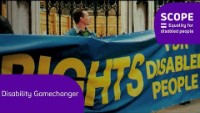 SCOPE
= Equality for
disabled people
RIGHTS
FOR
DISABLED
PEOPLE
Disability Gamechanger